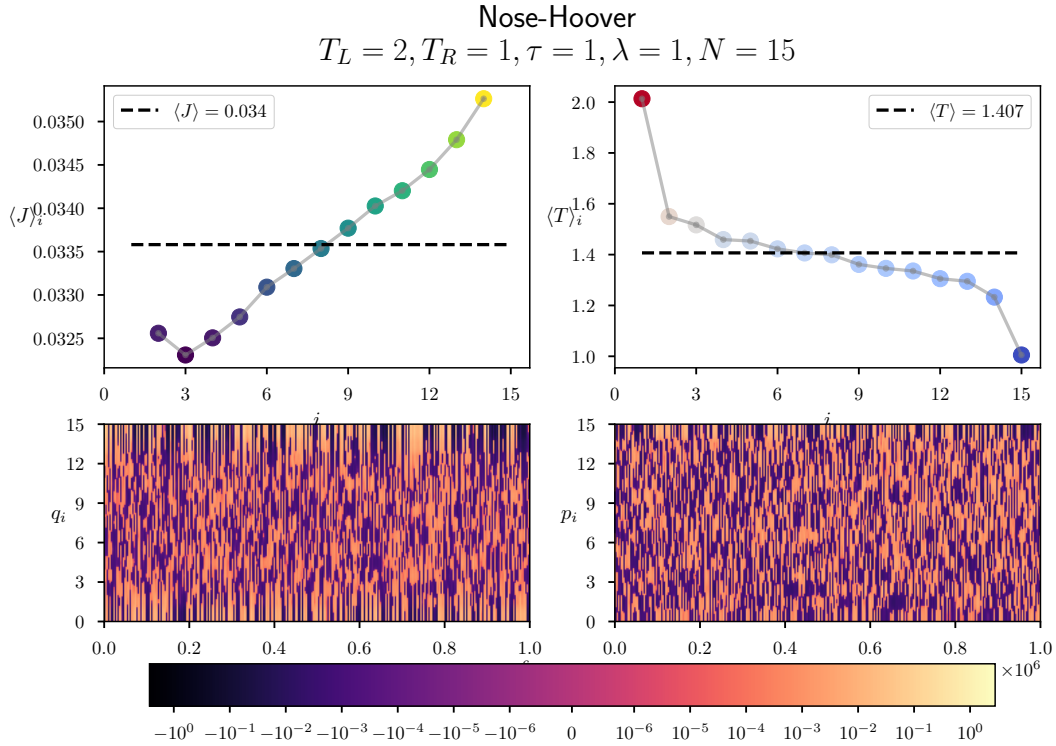 Nose-Hoover
T_L = 2, T_R = 1, τ = 1, λ = 1, N = 15
⟨J⟩ = 0.034
⟨J⟩_i
0.0350
0.0345
0.0340
0.0335
0.0330
0.0325
0 3 6 9 12 15
i
⟨T⟩ = 1.407
⟨T⟩_i
2.0
1.8
1.6
1.4
1.2
1.0
0 3 6 9 12 15
i
q_i
15
12
9
6
3
0
0.0 0.2 0.4 0.6 0.8 1.0
p_i
15
12
9
6
3
0
0.0 0.2 0.4 0.6 0.8 1.0
×10^6
−10^0 −10^-1 −10^-2 −10^-3 −10^-4 −10^-5 −10^-6 0 10^-6 10^-5 10^-4 10^-3 10^-2 10^-1 10^0